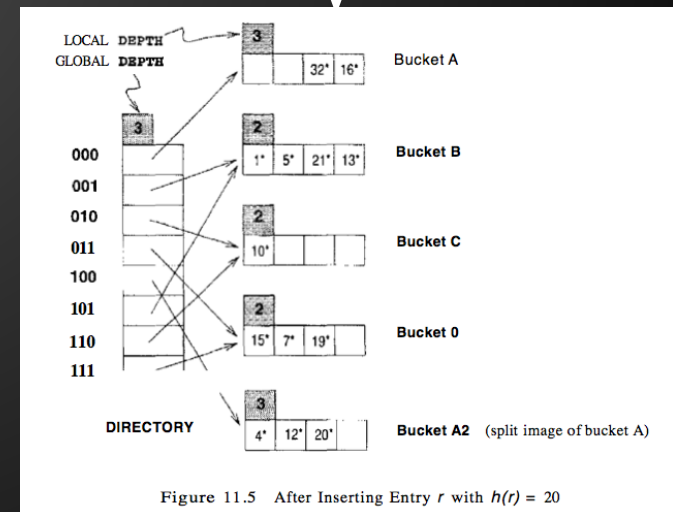 LOCAL DEPTH
GLOBAL DEPTH
3
32* 16*
Bucket A
3
000
001
010
011
100
101
110
111
2
1* 5* 21* 13*
Bucket B
2
10*
Bucket C
2
15* 7* 19*
Bucket 0
3
4* 12* 20*
Bucket A2 (split image of bucket A)
DIRECTORY
Figure 11.5 After Inserting Entry r with h(r) = 20